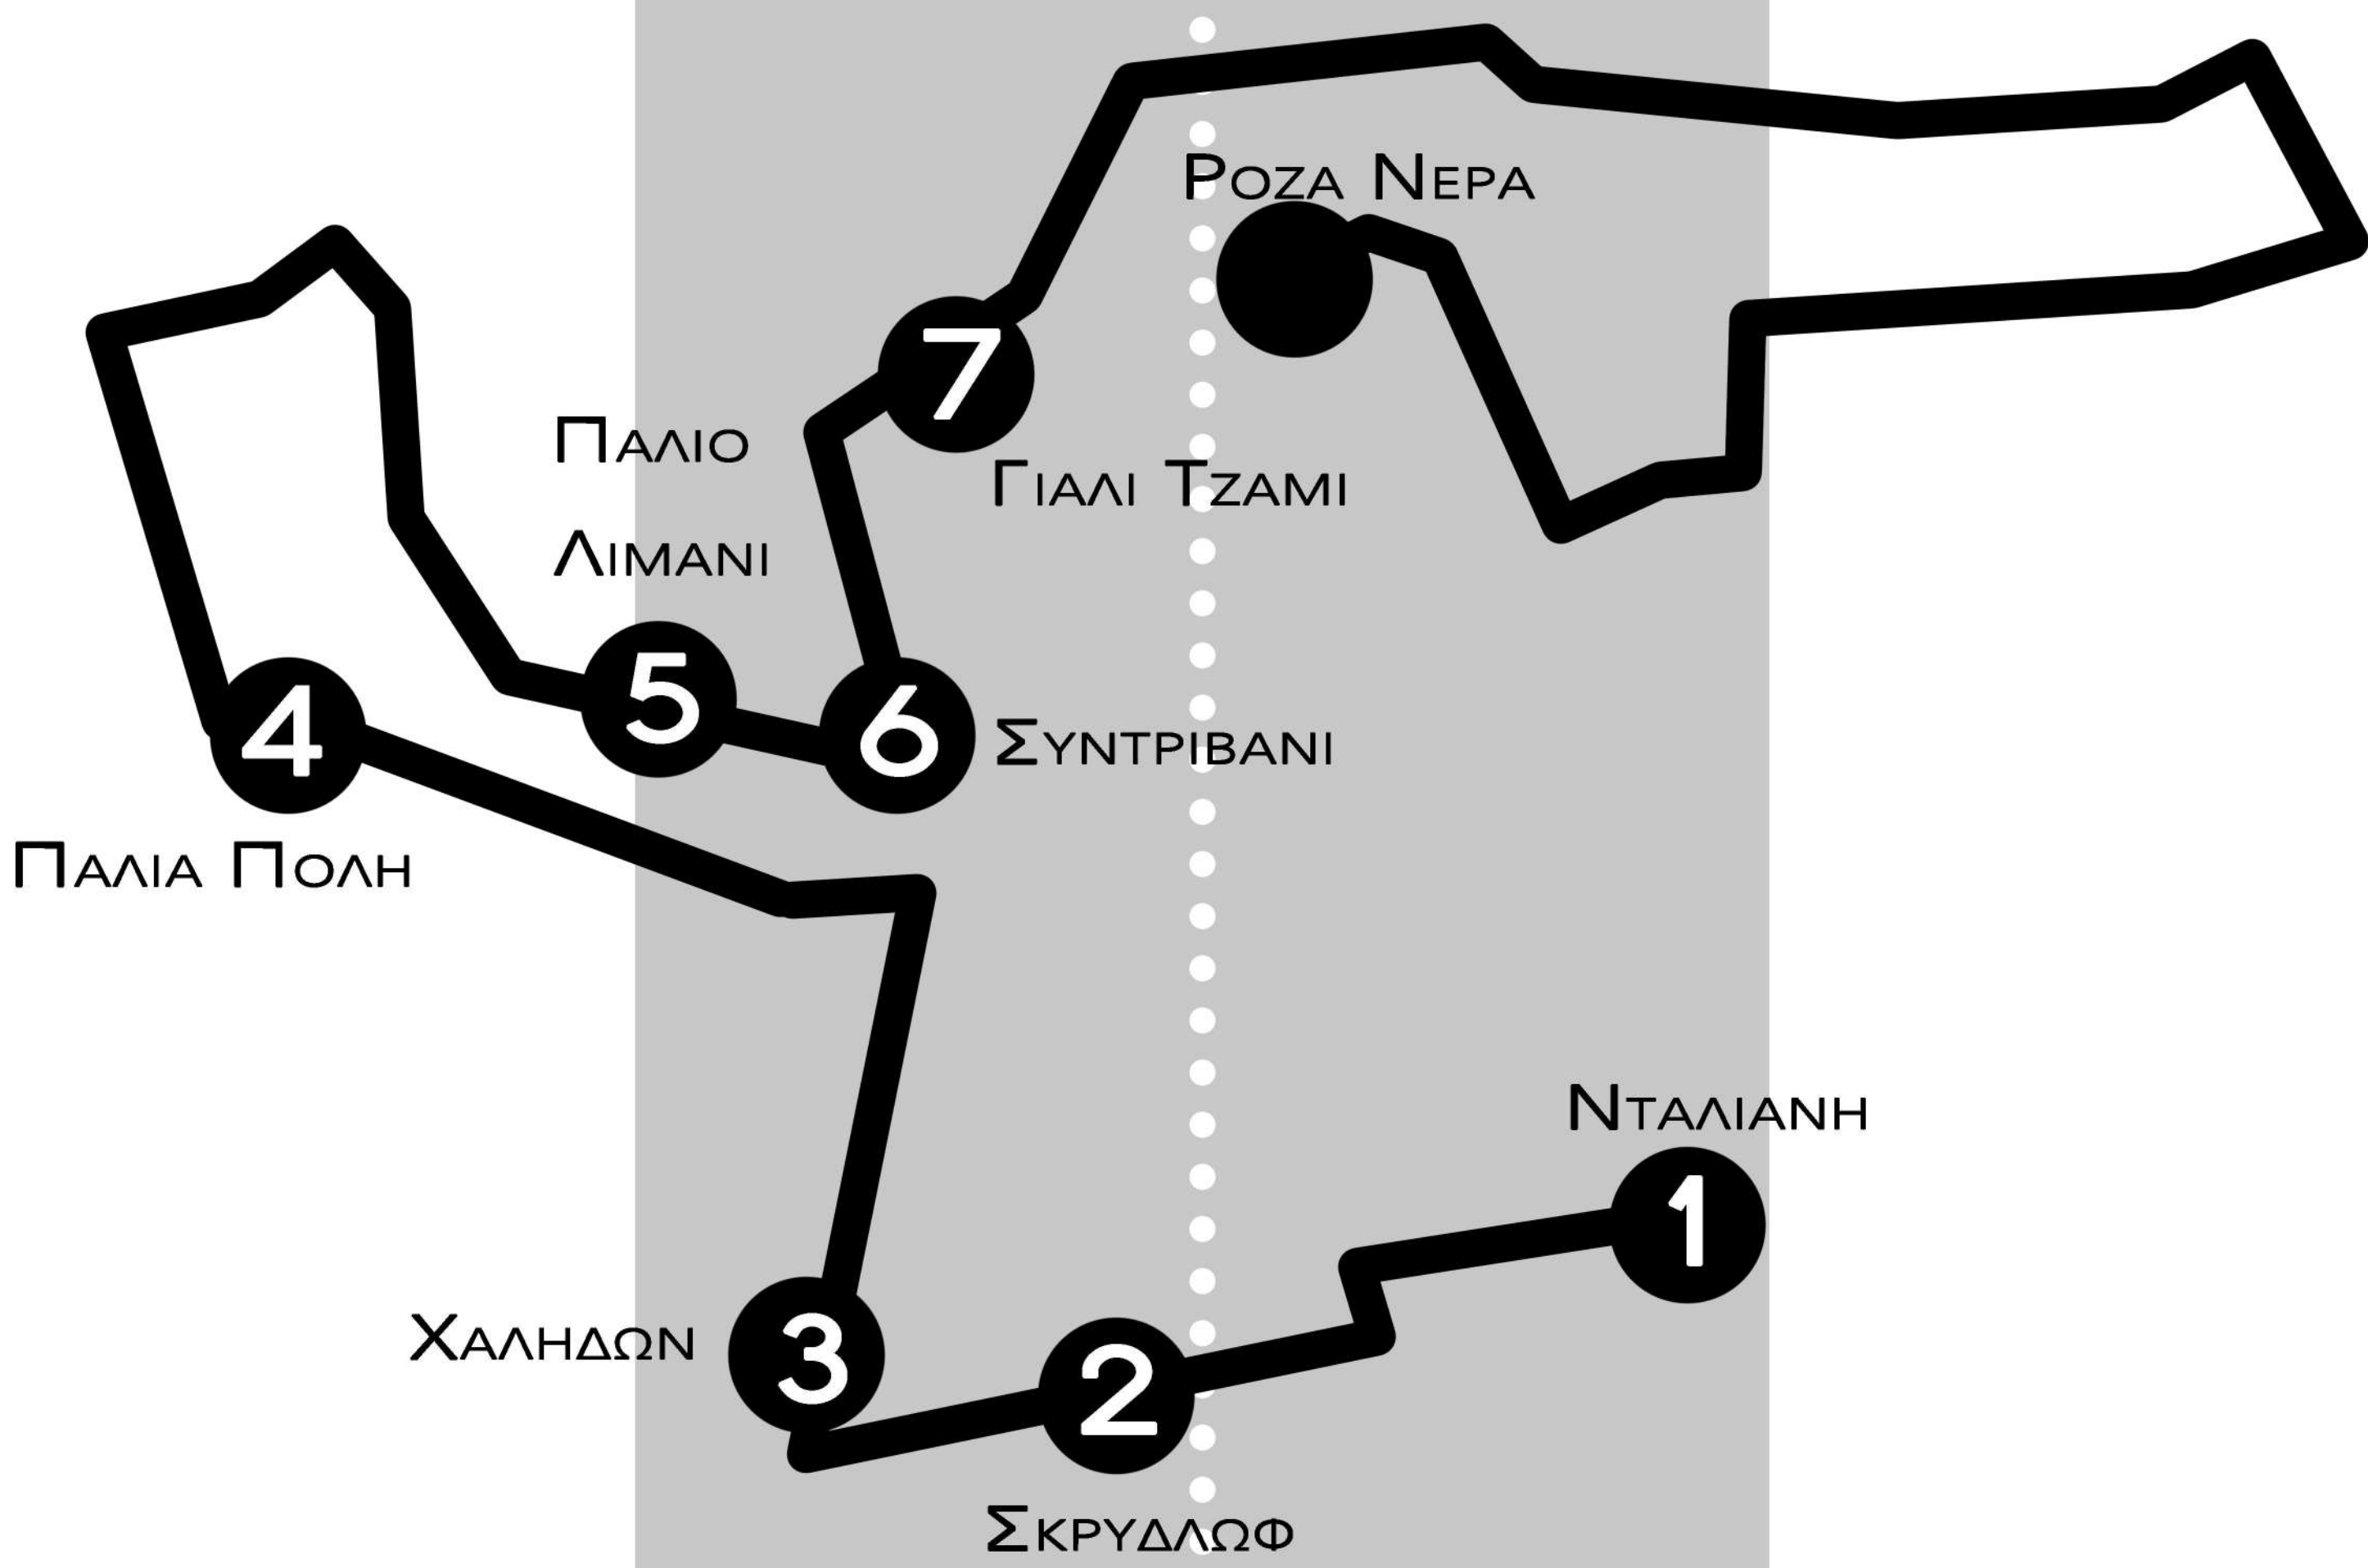 Ροζα Νερα
7
Παλιο
Λιμανι
Γιαλι Τζαμι
5
4
6
Συντριβανι
Παλια Πολη
Νταλιανη
1
Χαληδων
3
2
Σκρυδλωφ